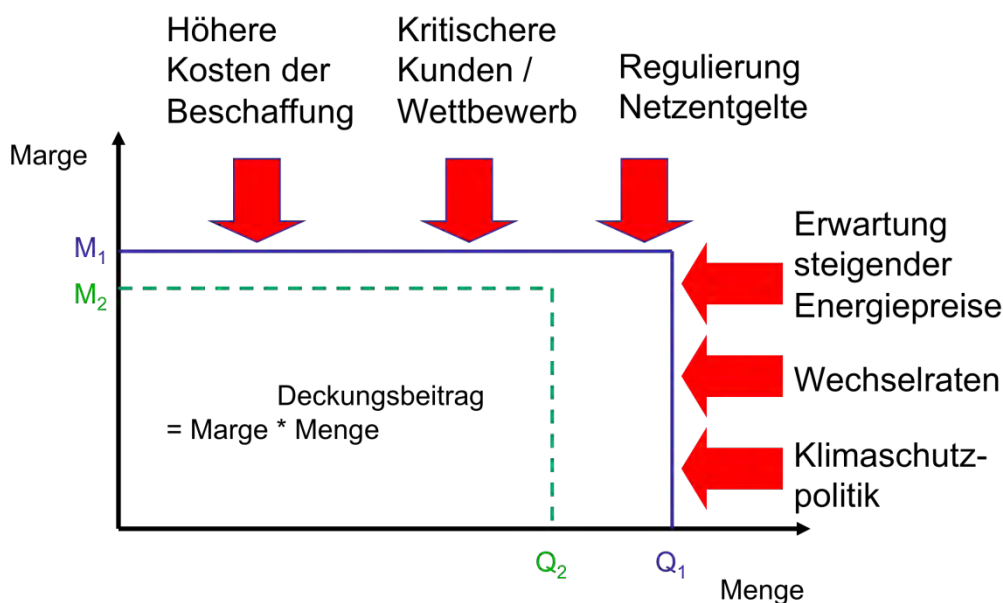 Höhere
Kosten der
Beschaffung
Kritischere
Kunden /
Wettbewerb
Regulierung
Netzentgelte
Marge
M₁
M₂
Erwartung
steigender
Energiepreise
Wechselraten
Klimaschutz-
politik
Deckungsbeitrag
= Marge * Menge
Q₂
Q₁
Menge